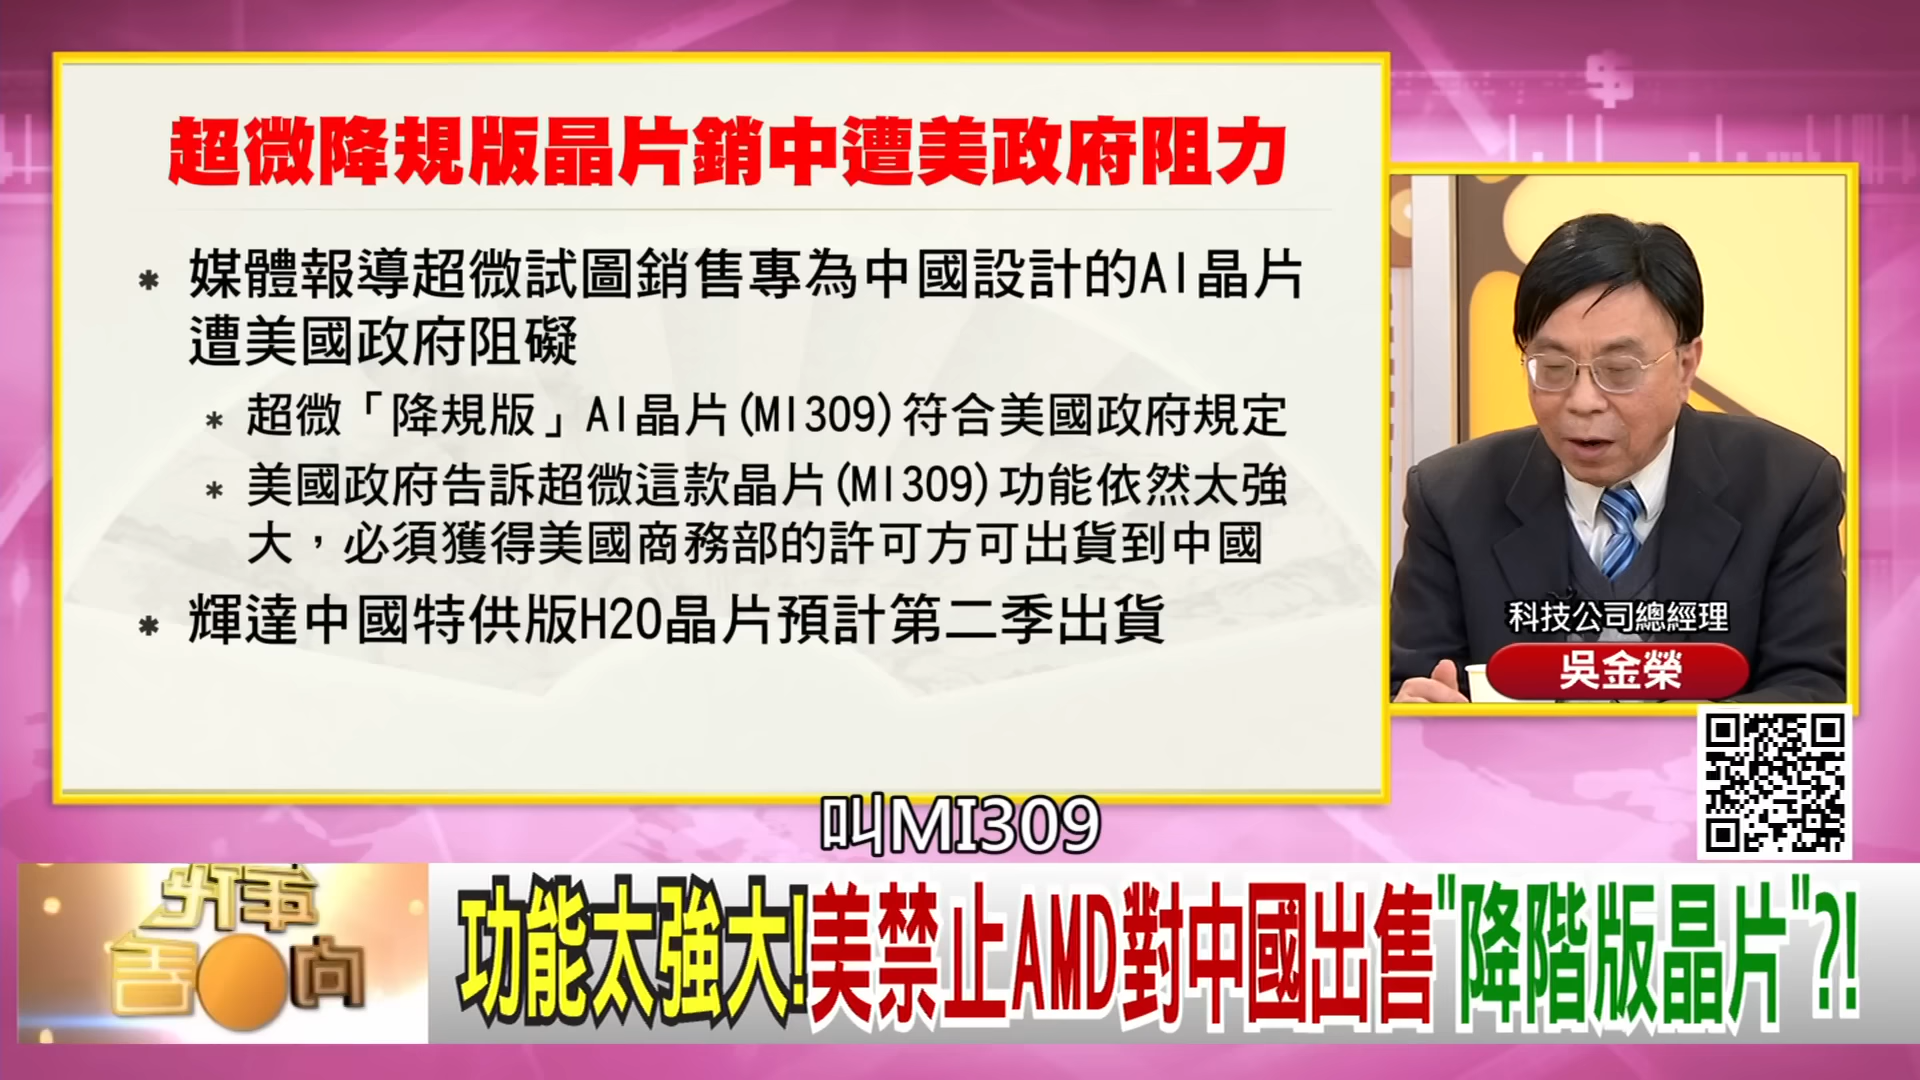 超微降規版晶片銷中遭美政府阻力
* 媒體報導超微試圖銷售專為中國設計的AI晶片
遭美國政府阻礙
* 超微「降規版」AI晶片(MI309)符合美國政府規定
* 美國政府告訴超微這款晶片(MI309)功能依然太強
大，必須獲得美國商務部的許可方可出貨到中國
* 輝達中國特供版H20晶片預計第二季出貨
科技公司總經理
吳金榮
叫MI309
功能太強大!美禁止AMD對中國出售"降階版晶片"?!